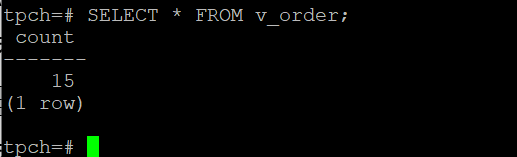 tpch=# SELECT * FROM v_order;
 count
-------
    15
(1 row)
tpch=#